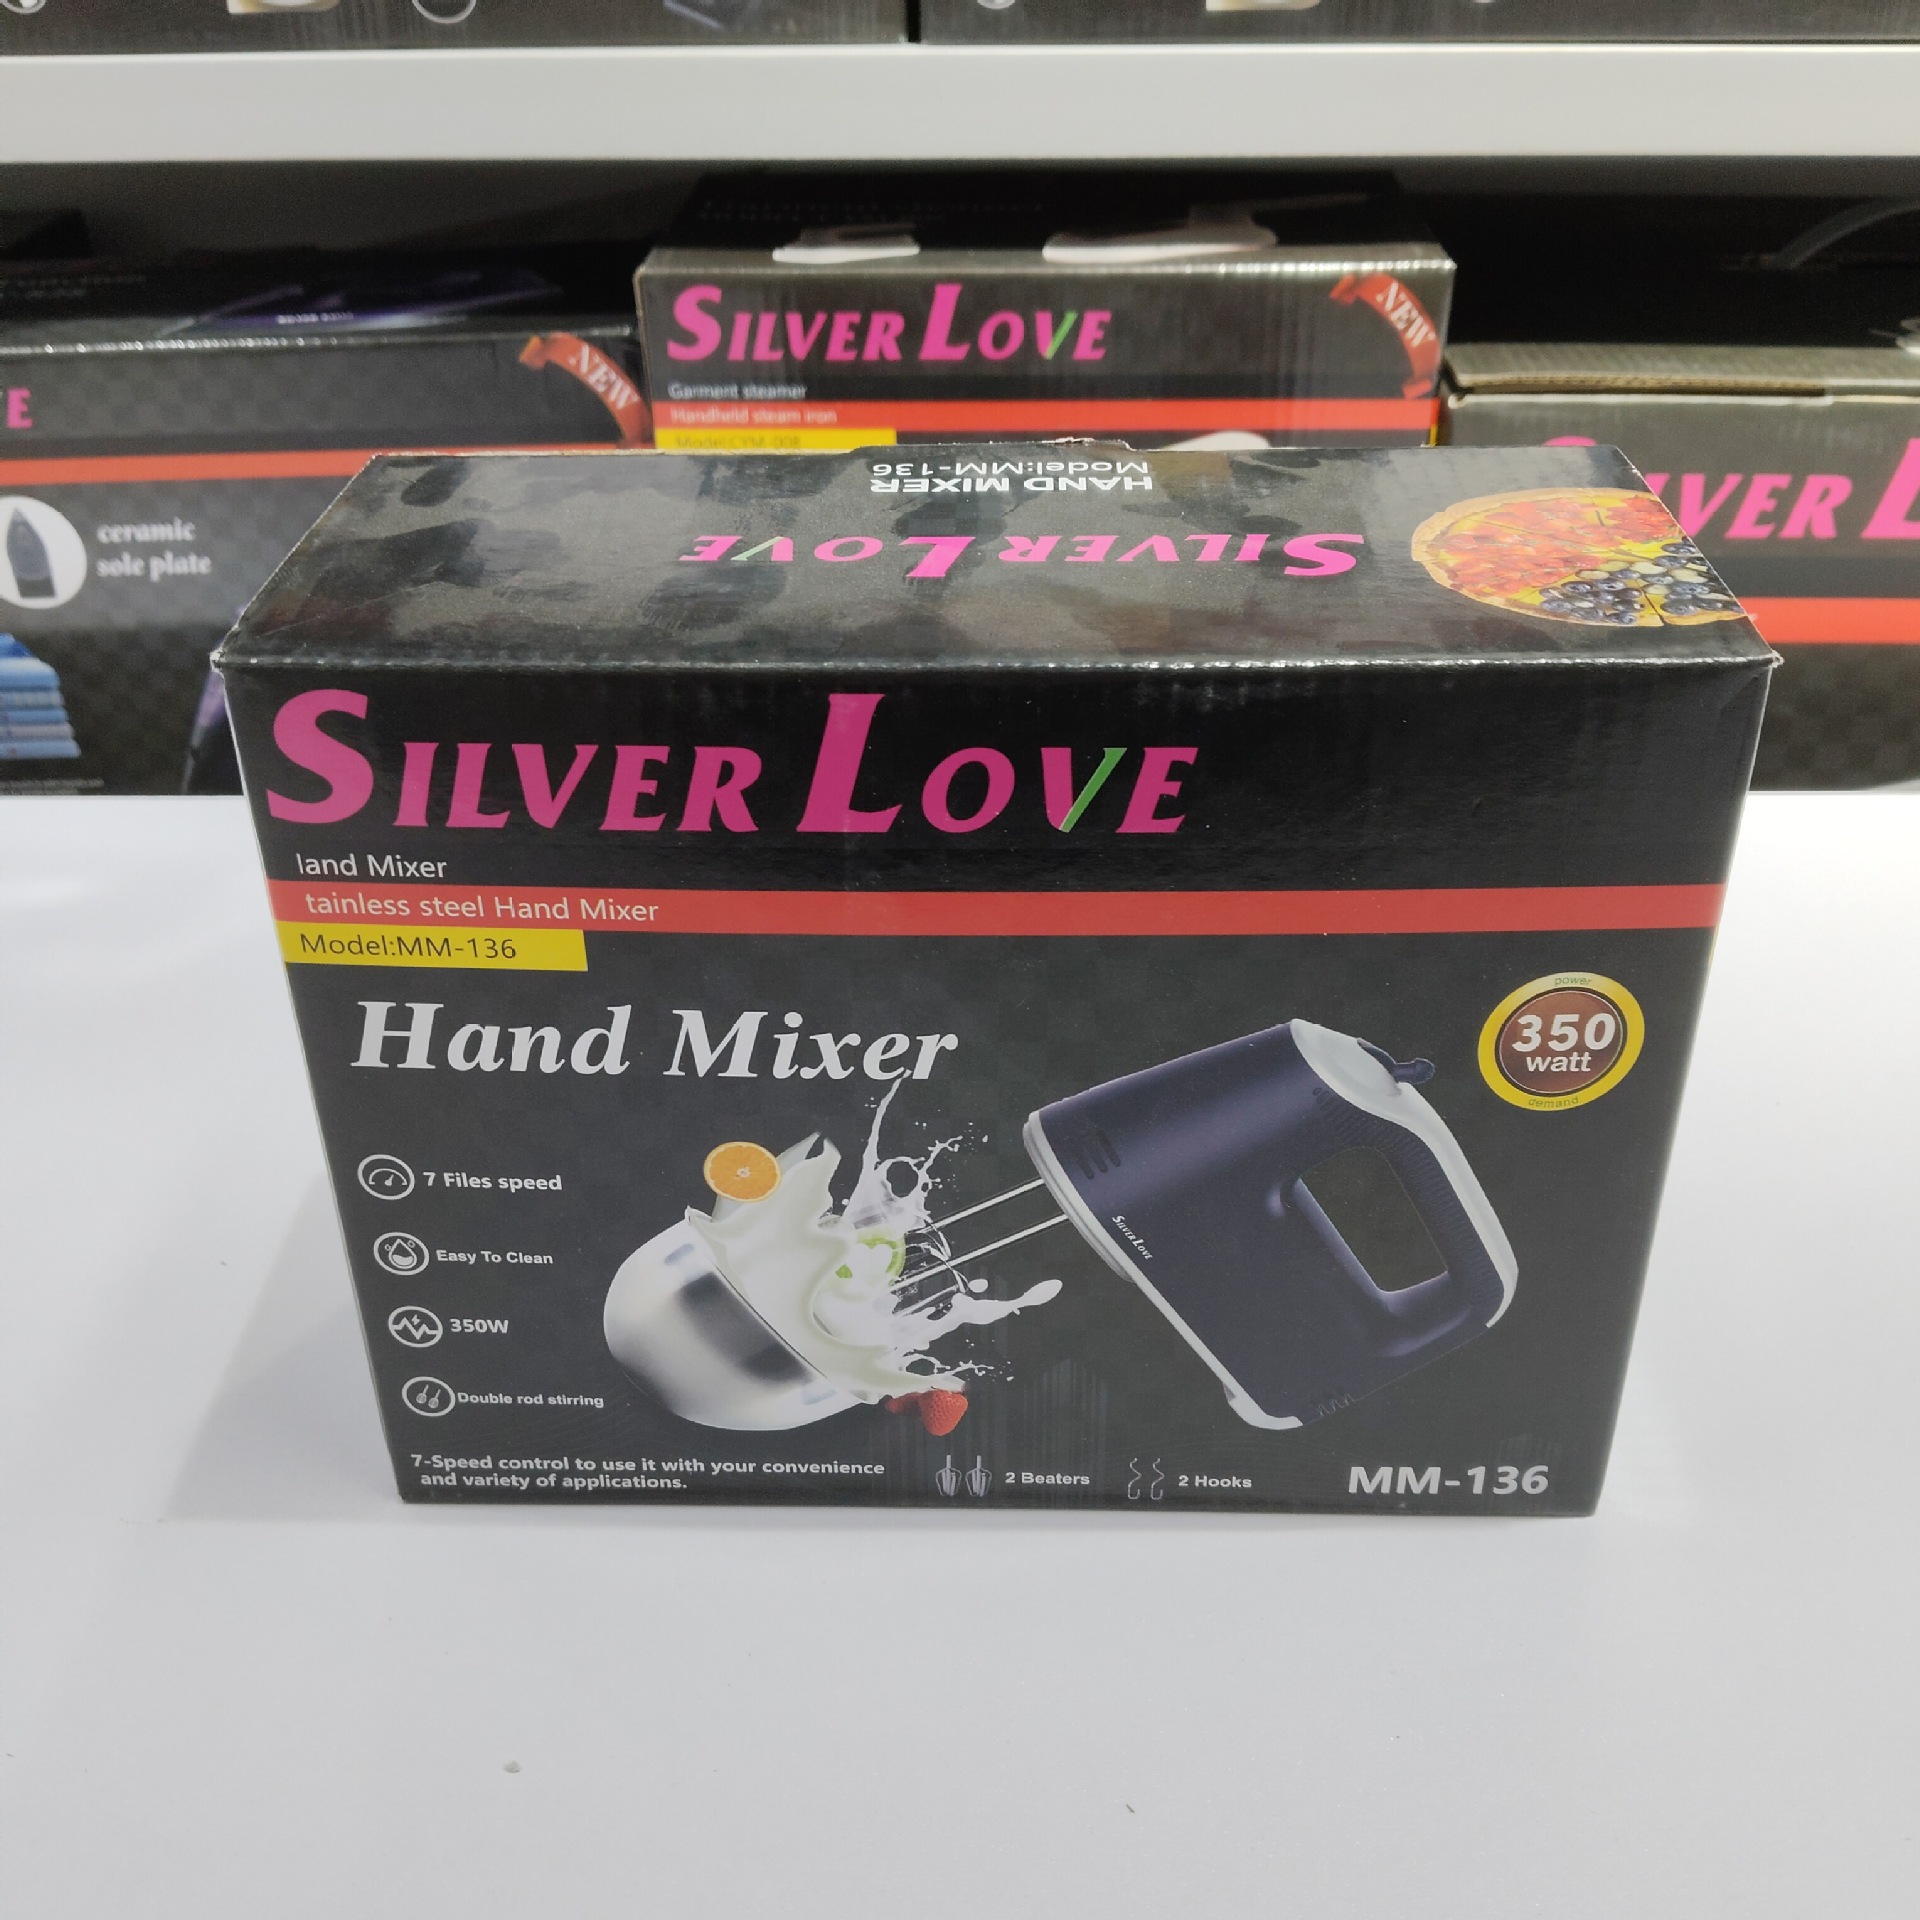 SILVER LOVE
Garment steamer
Handheld steam iron
Model:CYM-008
NEW
NEW
E
ceramic
sole plate
VER L
HAND MIXER
Model:MM-136
SILVER LOVE
SILVER LOVE
land Mixer
tainless steel Hand Mixer
Model:MM-136
Hand Mixer
power
350
watt
demand
7 Files speed
Easy To Clean
350W
Double rod stirring
SILVER LOVE
7-Speed control to use it with your convenience
and variety of applications.
2 Beaters
2 Hooks
MM-136